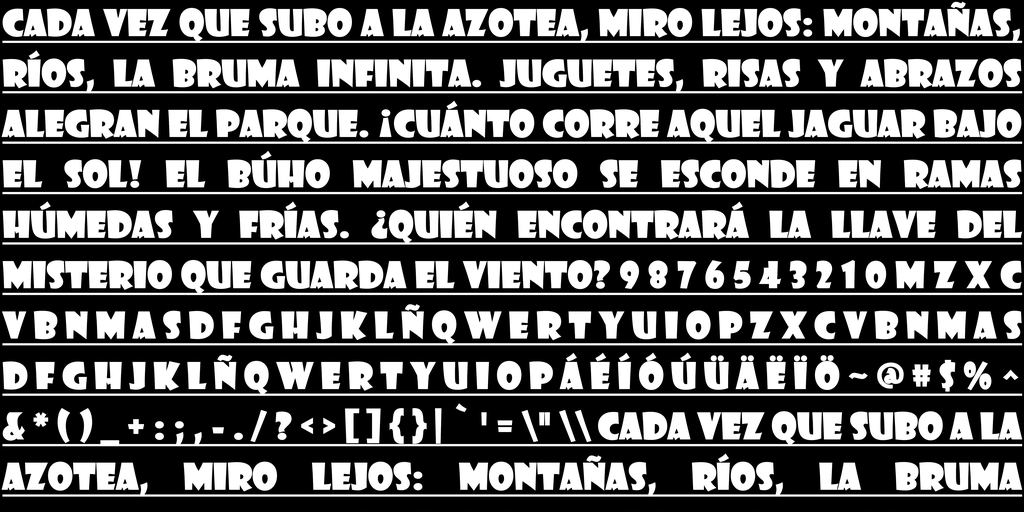 CADA VEZ QUE SUBO A LA AZOTEA, MIRO LEJOS: MONTAÑAS,
RÍOS, LA BRUMA INFINITA. JUGUETES, RISAS Y ABRAZOS
ALEGRAN EL PARQUE. ¡CUÁNTO CORRE AQUEL JAGUAR BAJO
EL SOL! EL BÚHO MAJESTUOSO SE ESCONDE EN RAMAS
HÚMEDAS Y FRÍAS. ¿QUIÉN ENCONTRARÁ LA LLAVE DEL
MISTERIO QUE GUARDA EL VIENTO? 9 8 7 6 5 4 3 2 1 0 M Z X C
V B N M A S D F G H J K L Ñ Q W E R T Y U I O P Z X C V B N M A S
D F G H J K L Ñ Q W E R T Y U I O P Á É Í Ó Ú Ü Ä Ë Ï Ö ~ @ # $ % ^
& * ( ) _ + : ; , - . / ? < > [ ] { } | ` ' = \" \\ CADA VEZ QUE SUBO A LA
AZOTEA, MIRO LEJOS: MONTAÑAS, RÍOS, LA BRUMA